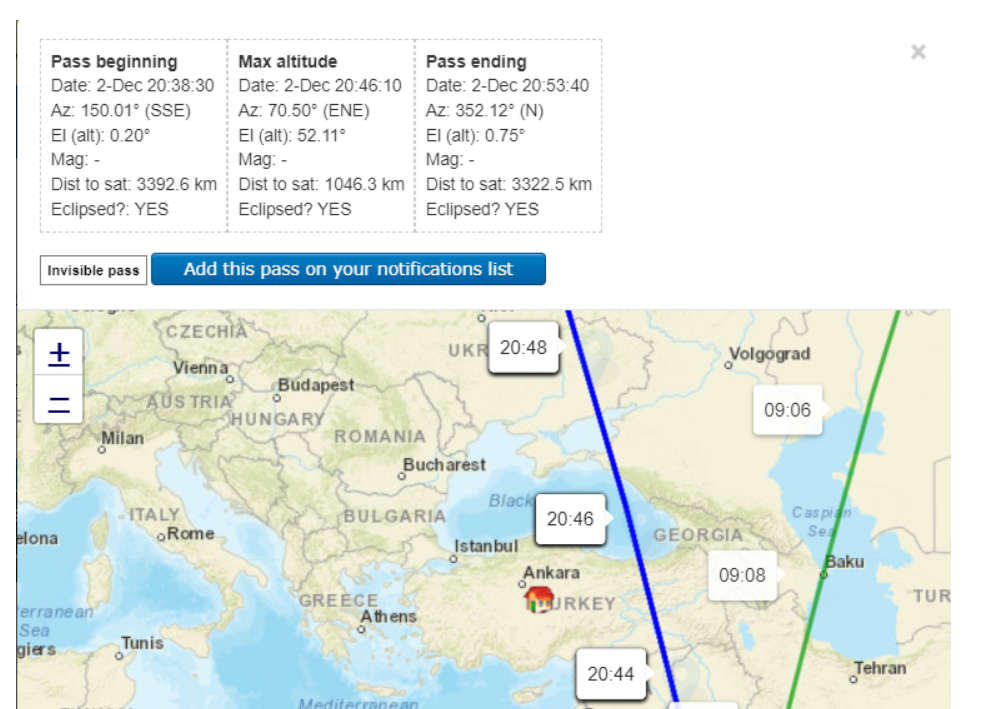 Pass beginning
Date: 2-Dec 20:38:30
Az: 150.01° (SSE)
El (alt): 0.20°
Mag: -
Dist to sat: 3392.6 km
Eclipsed?: YES
Max altitude
Date: 2-Dec 20:46:10
Az: 70.50° (ENE)
El (alt): 52.11°
Mag: -
Dist to sat: 1046.3 km
Eclipsed? YES
Pass ending
Date: 2-Dec 20:53:40
Az: 352.12° (N)
El (alt): 0.75°
Mag: -
Dist to sat: 3322.5 km
Eclipsed? YES
×
Invisible pass
Add this pass on your notifications list
+
−
CZECHIA
UKR
20:48
Volgograd
Vienna
Budapest
AUSTRIA
HUNGARY
09:06
Milan
ROMANIA
Bucharest
Black
20:46
Caspian
Sea
ITALY
BULGARIA
GEORGIA
elona
Rome
Istanbul
Baku
Ankara
09:08
TUR
GREECE
URKEY
erranean
Sea
Athens
giers
Tunis
20:44
Tehran
Mediterranean